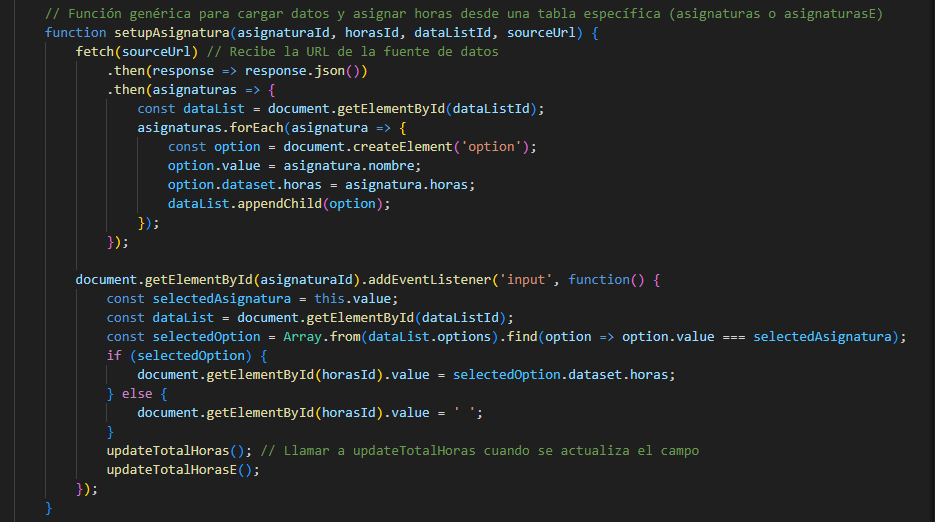 // Función genérica para cargar datos y asignar horas desde una tabla específica (asignaturas o asignaturasE)
function setupAsignatura(asignaturaId, horasId, dataListId, sourceUrl) {
    fetch(sourceUrl) // Recibe la URL de la fuente de datos
        .then(response => response.json())
        .then(asignaturas => {
            const dataList = document.getElementById(dataListId);
            asignaturas.forEach(asignatura => {
                const option = document.createElement('option');
                option.value = asignatura.nombre;
                option.dataset.horas = asignatura.horas;
                dataList.appendChild(option);
            });
        });

    document.getElementById(asignaturaId).addEventListener('input', function() {
        const selectedAsignatura = this.value;
        const dataList = document.getElementById(dataListId);
        const selectedOption = Array.from(dataList.options).find(option => option.value === selectedAsignatura);
        if (selectedOption) {
            document.getElementById(horasId).value = selectedOption.dataset.horas;
        } else {
            document.getElementById(horasId).value = ' ';
        }
        updateTotalHoras(); // Llamar a updateTotalHoras cuando se actualiza el campo
        updateTotalHorasE();
    });
}